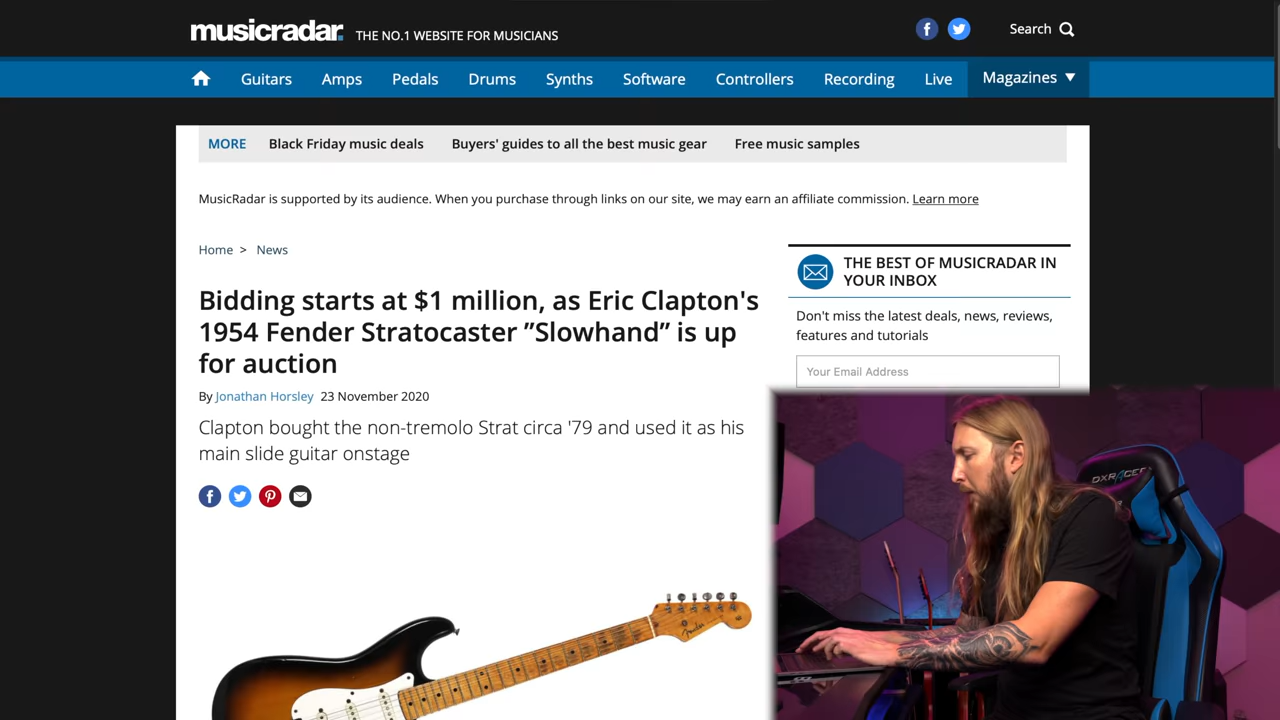 musicradar.
THE NO.1 WEBSITE FOR MUSICIANS
Search
Guitars Amps Pedals Drums Synths Software Controllers Recording Live Magazines ▼
MORE Black Friday music deals Buyers' guides to all the best music gear Free music samples
MusicRadar is supported by its audience. When you purchase through links on our site, we may earn an affiliate commission. Learn more
Home > News
Bidding starts at $1 million, as Eric Clapton's
1954 Fender Stratocaster ”Slowhand” is up
for auction
By Jonathan Horsley 23 November 2020
Clapton bought the non-tremolo Strat circa '79 and used it as his
main slide guitar onstage
THE BEST OF MUSICRADAR IN
YOUR INBOX
Don't miss the latest deals, news, reviews,
features and tutorials
Your Email Address
Fender
DXRACER